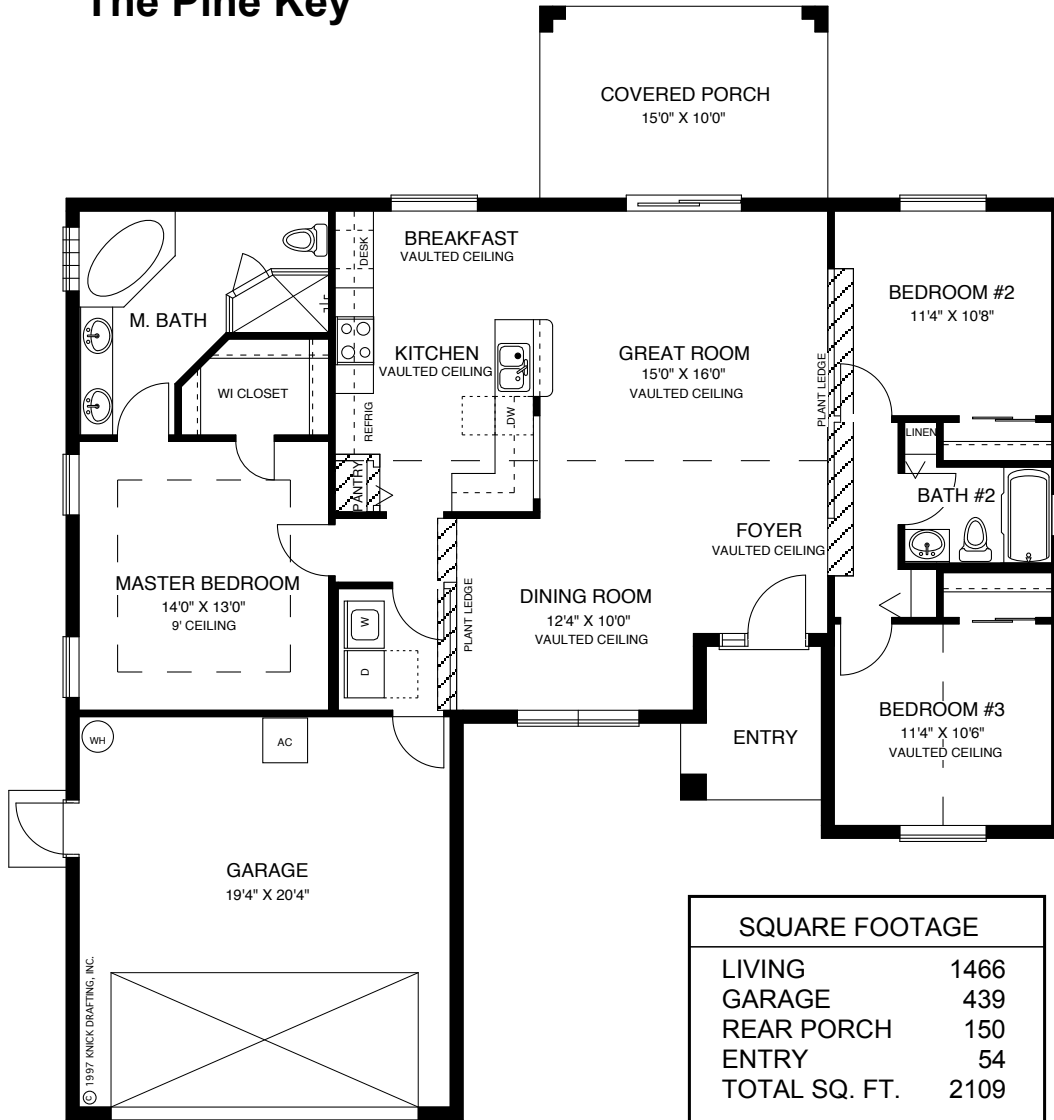 The Pine Key
COVERED PORCH
15'0" X 10'0"
BREAKFAST
VAULTED CEILING
DESK
BEDROOM #2
11'4" X 10'8"
M. BATH
KITCHEN
VAULTED CEILING
GREAT ROOM
15'0" X 16'0"
VAULTED CEILING
PLANT LEDGE
WI CLOSET
REFRIG
DW
LINEN
PANTRY
BATH #2
FOYER
VAULTED CEILING
MASTER BEDROOM
14'0" X 13'0"
9' CEILING
W
D
PLANT LEDGE
DINING ROOM
12'4" X 10'0"
VAULTED CEILING
BEDROOM #3
11'4" X 10'6"
VAULTED CEILING
WH
AC
ENTRY
GARAGE
19'4" X 20'4"
© 1997 KNICK DRAFTING, INC.
SQUARE FOOTAGE
LIVING 1466
GARAGE 439
REAR PORCH 150
ENTRY 54
TOTAL SQ. FT. 2109